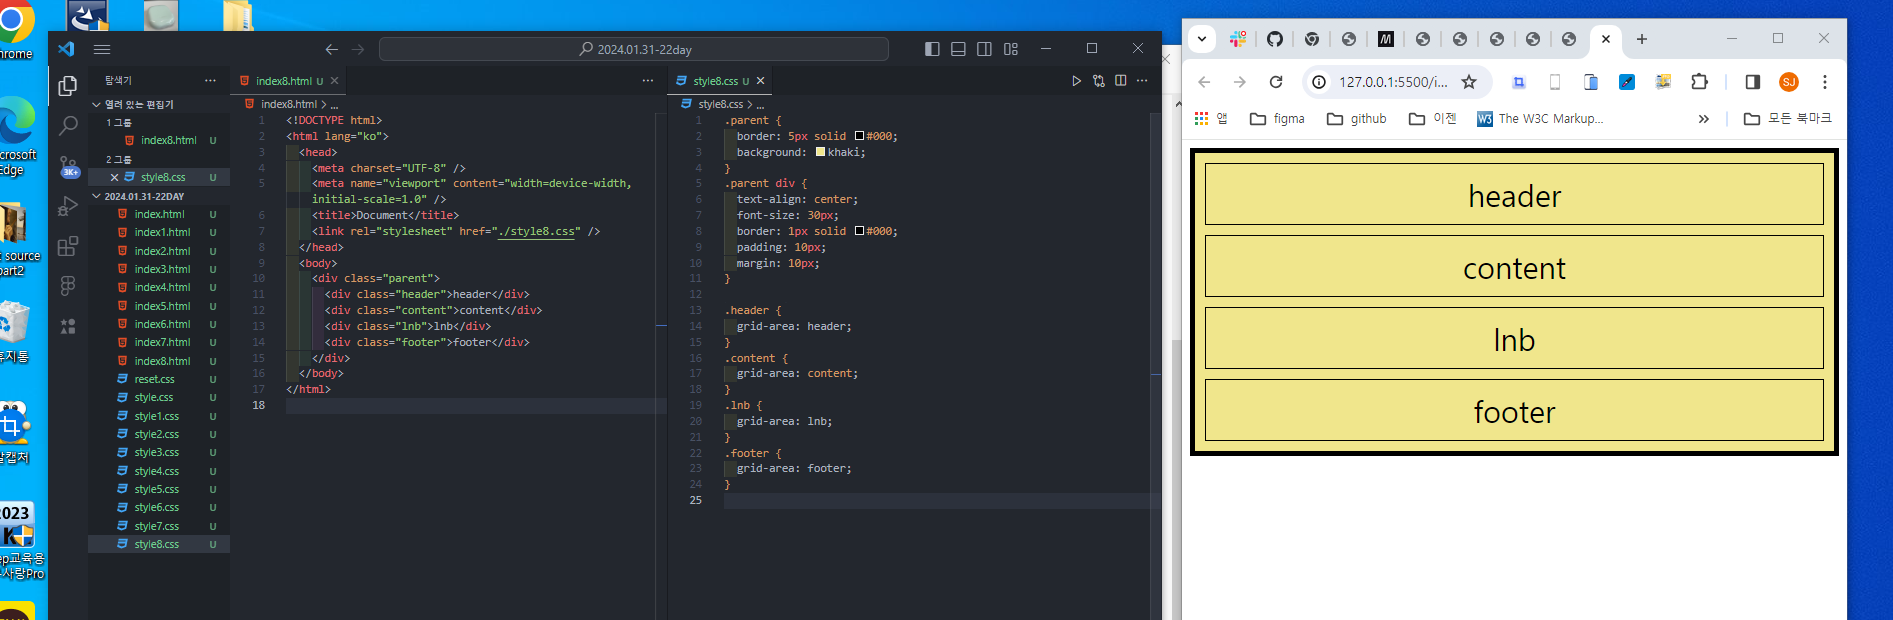 hrome
crosoft
Edge
t source
part2
휴지통
알캡처
2023
ep교육용
사랑Pro
2024.01.31-22day
탐색기
열려 있는 편집기
1 그룹
index8.html U
2 그룹
style8.css U
3K+
2024.01.31-22DAY
index.html U
index1.html U
index2.html U
index3.html U
index4.html U
index5.html U
index6.html U
index7.html U
index8.html U
reset.css U
style.css U
style1.css U
style2.css U
style3.css U
style4.css U
style5.css U
style6.css U
style7.css U
style8.css U
index8.html U
index8.html > ...
1 <!DOCTYPE html>
2 <html lang="ko">
3 <head>
4 <meta charset="UTF-8" />
5 <meta name="viewport" content="width=device-width,
initial-scale=1.0" />
6 <title>Document</title>
7 <link rel="stylesheet" href="./style8.css" />
8 </head>
9 <body>
10 <div class="parent">
11 <div class="header">header</div>
12 <div class="content">content</div>
13 <div class="lnb">lnb</div>
14 <div class="footer">footer</div>
15 </div>
16 </body>
17 </html>
18
style8.css U
style8.css > ...
1 .parent {
2 border: 5px solid #000;
3 background: khaki;
4 }
5 .parent div {
6 text-align: center;
7 font-size: 30px;
8 border: 1px solid #000;
9 padding: 10px;
10 margin: 10px;
11 }
12
13 .header {
14 grid-area: header;
15 }
16 .content {
17 grid-area: content;
18 }
19 .lnb {
20 grid-area: lnb;
21 }
22 .footer {
23 grid-area: footer;
24 }
25
127.0.0.1:5500/i...
SJ
앱 figma github 이젠 W3 The W3C Markup... » 모든 북마크
header
content
lnb
footer